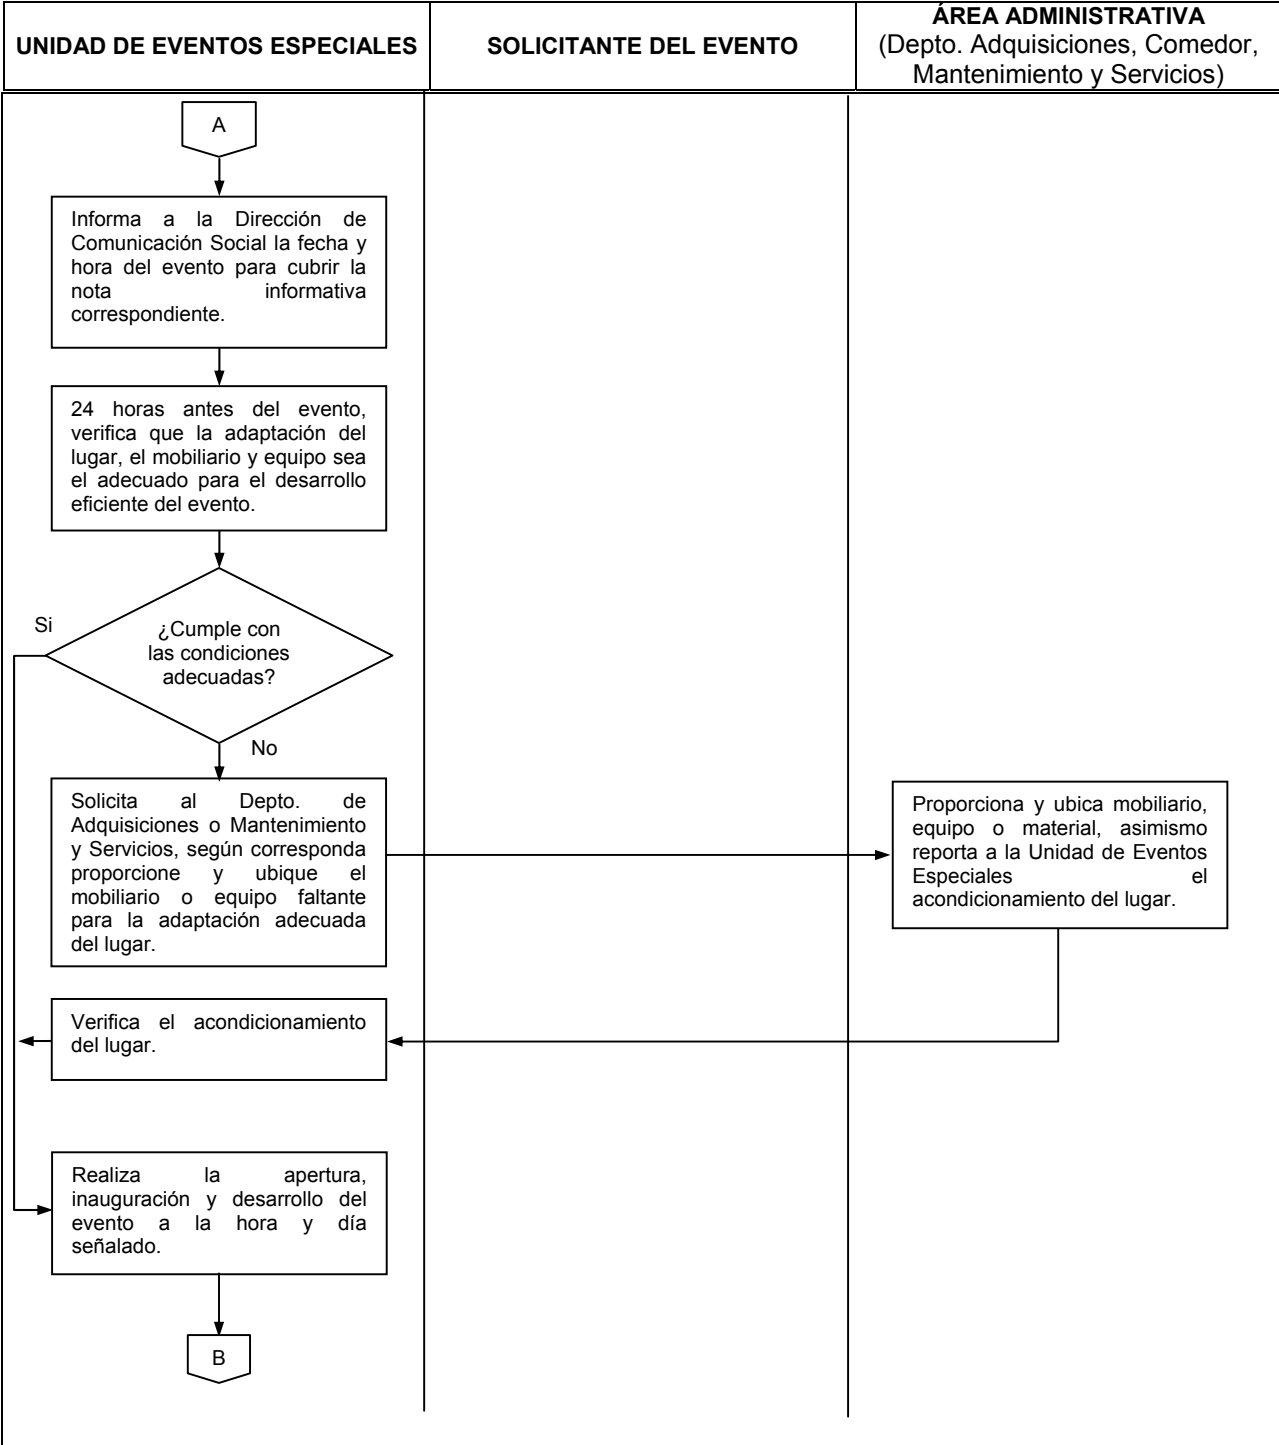 UNIDAD DE EVENTOS ESPECIALES
SOLICITANTE DEL EVENTO
ÁREA ADMINISTRATIVA
(Depto. Adquisiciones, Comedor,
Mantenimiento y Servicios)
A
Informa a la Dirección de
Comunicación Social la fecha y
hora del evento para cubrir la
nota informativa
correspondiente.
24 horas antes del evento,
verifica que la adaptación del
lugar, el mobiliario y equipo sea
el adecuado para el desarrollo
eficiente del evento.
Si
¿Cumple con
las condiciones
adecuadas?
No
Solicita al Depto. de
Adquisiciones o Mantenimiento
y Servicios, según corresponda
proporcione y ubique el
mobiliario o equipo faltante
para la adaptación adecuada
del lugar.
Proporciona y ubica mobiliario,
equipo o material, asimismo
reporta a la Unidad de Eventos
Especiales el
acondicionamiento del lugar.
Verifica el acondicionamiento
del lugar.
Realiza la apertura,
inauguración y desarrollo del
evento a la hora y día
señalado.
B